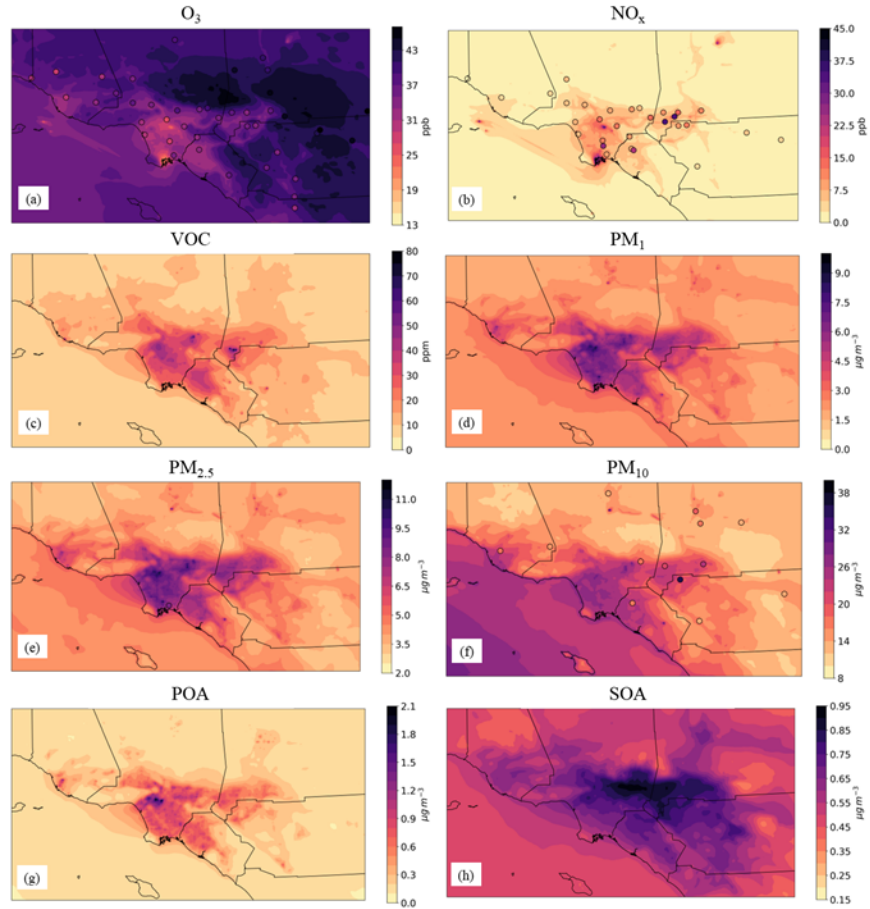 O₃
NOₓ
43
37
31
25
19
13
ppb
(a)
45.0
37.5
30.0
22.5
15.0
7.5
0.0
ppb
(b)
VOC
PM₁
80
70
60
50
40
30
20
10
0
ppm
(c)
9.0
7.5
6.0
4.5
3.0
1.5
0.0
μg m⁻³
(d)
PM₂.₅
PM₁₀
11.0
9.5
8.0
6.5
5.0
3.5
2.0
μg m⁻³
(e)
38
32
26
20
14
8
μg m⁻³
(f)
POA
SOA
2.1
1.8
1.5
1.2
0.9
0.6
0.3
0.0
μg m⁻³
(g)
0.95
0.85
0.75
0.65
0.55
0.45
0.35
0.25
0.15
μg m⁻³
(h)